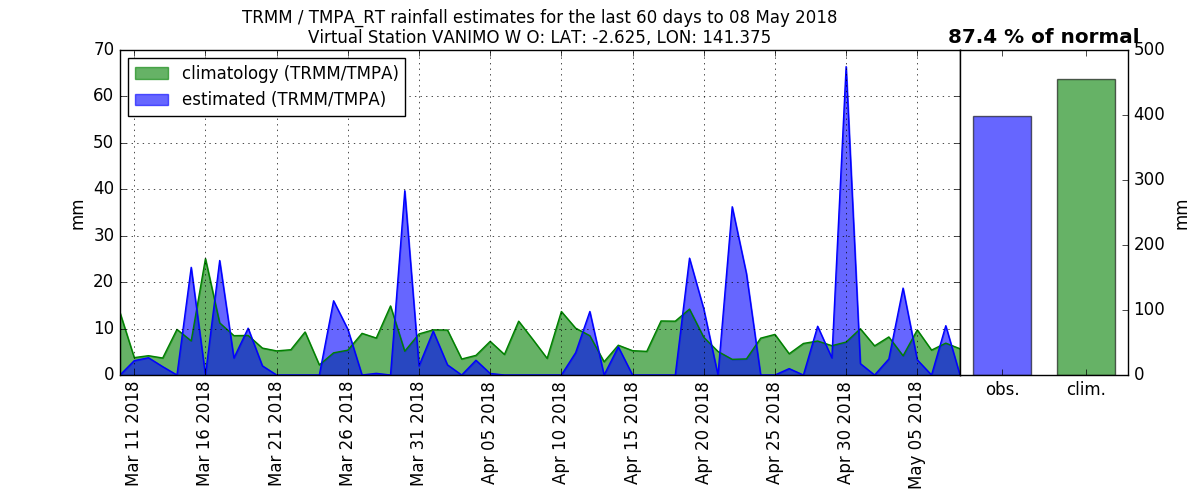 TRMM / TMPA_RT rainfall estimates for the last 60 days to 08 May 2018
Virtual Station VANIMO W O: LAT: -2.625, LON: 141.375
87.4 % of normal
climatology (TRMM/TMPA)
estimated (TRMM/TMPA)
70
60
50
40
30
20
10
0
mm
Mar 11 2018
Mar 16 2018
Mar 21 2018
Mar 26 2018
Mar 31 2018
Apr 05 2018
Apr 10 2018
Apr 15 2018
Apr 20 2018
Apr 25 2018
Apr 30 2018
May 05 2018
obs.
clim.
500
400
300
200
100
0
mm